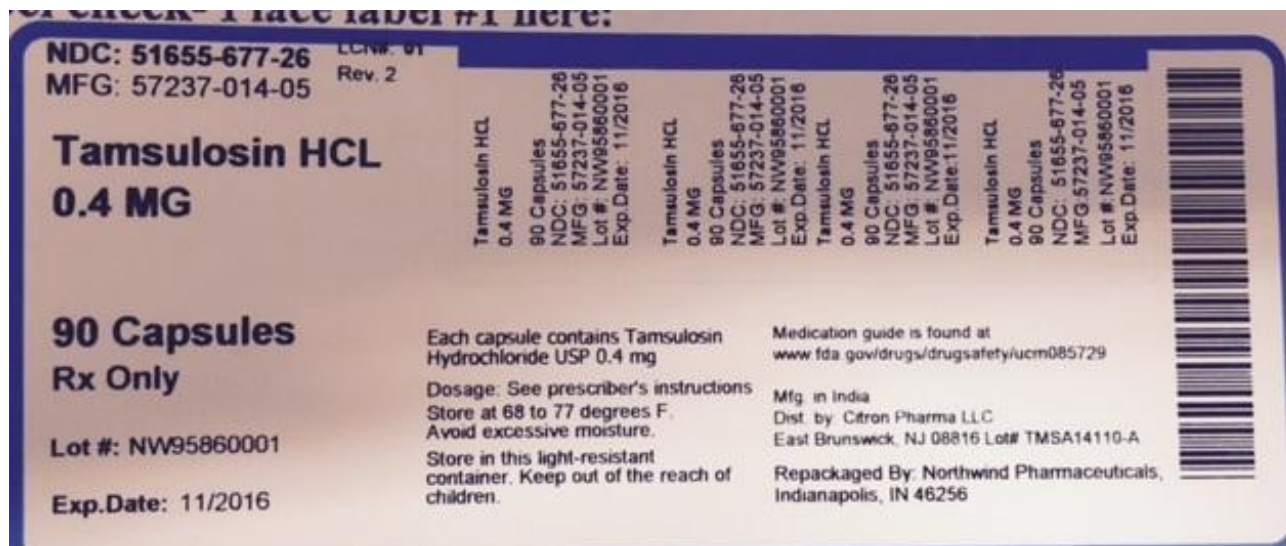 check- Place label #1 here:
NDC: 51655-677-26
MFG: 57237-014-05
LCN#: 01
Rev. 2
Tamsulosin HCL
0.4 MG
90 Capsules
Rx Only
Lot #: NW95860001
Exp.Date: 11/2016
Tamsulosin HCL
0.4 MG
90 Capsules
NDC: 51655-677-26
MFG: 57237-014-05
Lot #: NW95860001
Exp.Date: 11/2016
Tamsulosin HCL
0.4 MG
90 Capsules
NDC: 51655-677-26
MFG: 57237-014-05
Lot #: NW95860001
Exp.Date: 11/2016
Tamsulosin HCL
0.4 MG
90 Capsules
NDC: 51655-677-26
MFG: 57237-014-05
Lot #: NW95860001
Exp.Date:11/2016
Tamsulosin HCL
0.4 MG
90 Capsules
NDC: 51655-677-26
MFG:57237-014-05
Lot #:NW95860001
Exp.Date: 11/2016
Each capsule contains Tamsulosin
Hydrochloride USP 0.4 mg
Dosage: See prescriber's instructions
Store at 68 to 77 degrees F.
Avoid excessive moisture.
Store in this light-resistant
container. Keep out of the reach of
children.
Medication guide is found at
www.fda.gov/drugs/drugsafety/ucm085729
Mfg. in India
Dist. by: Citron Pharma LLC
East Brunswick, NJ 08816 Lot# TMSA14110-A
Repackaged By: Northwind Pharmaceuticals,
Indianapolis, IN 46256